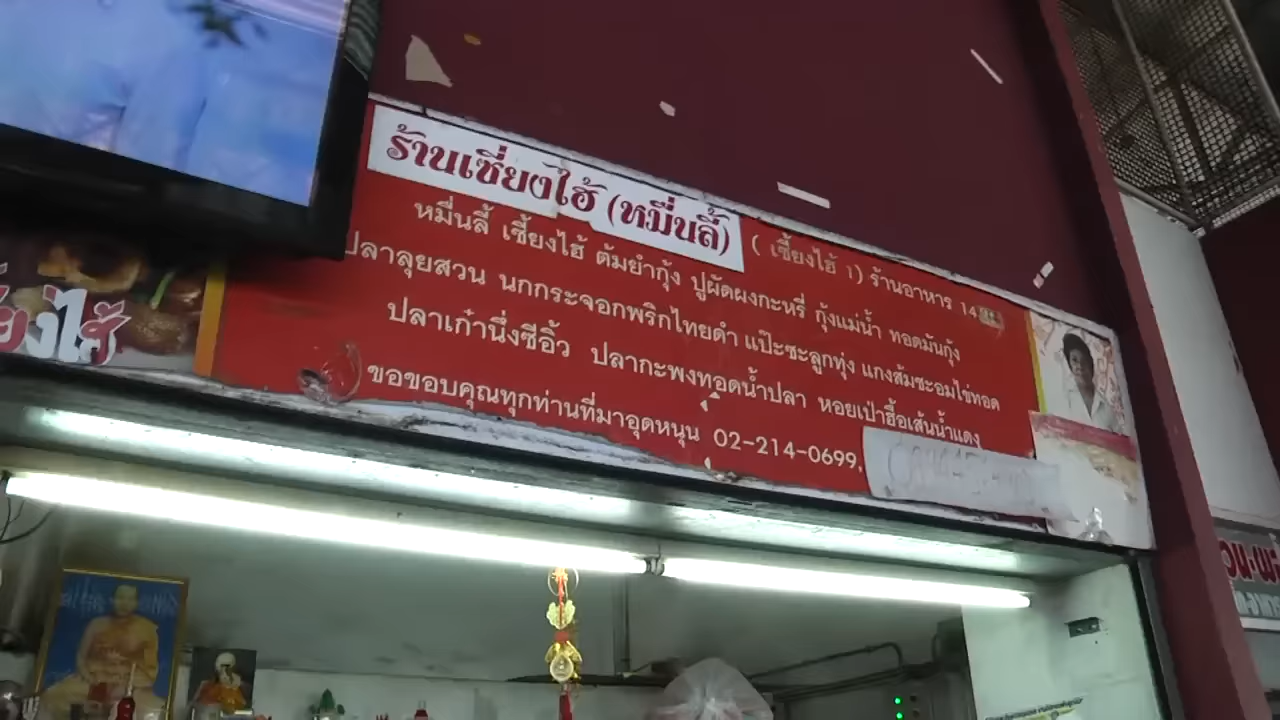 ร้านเซี่ยงไฮ้ (หมื่นลี้)
( เซี้ยงไฮ้ 1) ร้านอาหาร 14
หมื่นลี้ เซี้ยงไฮ้ ต้มยำกุ้ง ปูผัดผงกะหรี่ กุ้งแม่น้ำ ทอดมันกุ้ง
ปลาลุยสวน นกกระจอกพริกไทยดำ แป๊ะซะลูกทุ่ง แกงส้มชะอมไข่ทอด
ปลาเก๋านึ่งซีอิ้ว ปลากะพงทอดน้ำปลา หอยเป่าฮื้อเส้นน้ำแดง
ขอขอบคุณทุกท่านที่มาอุดหนุน 02-214-0699,